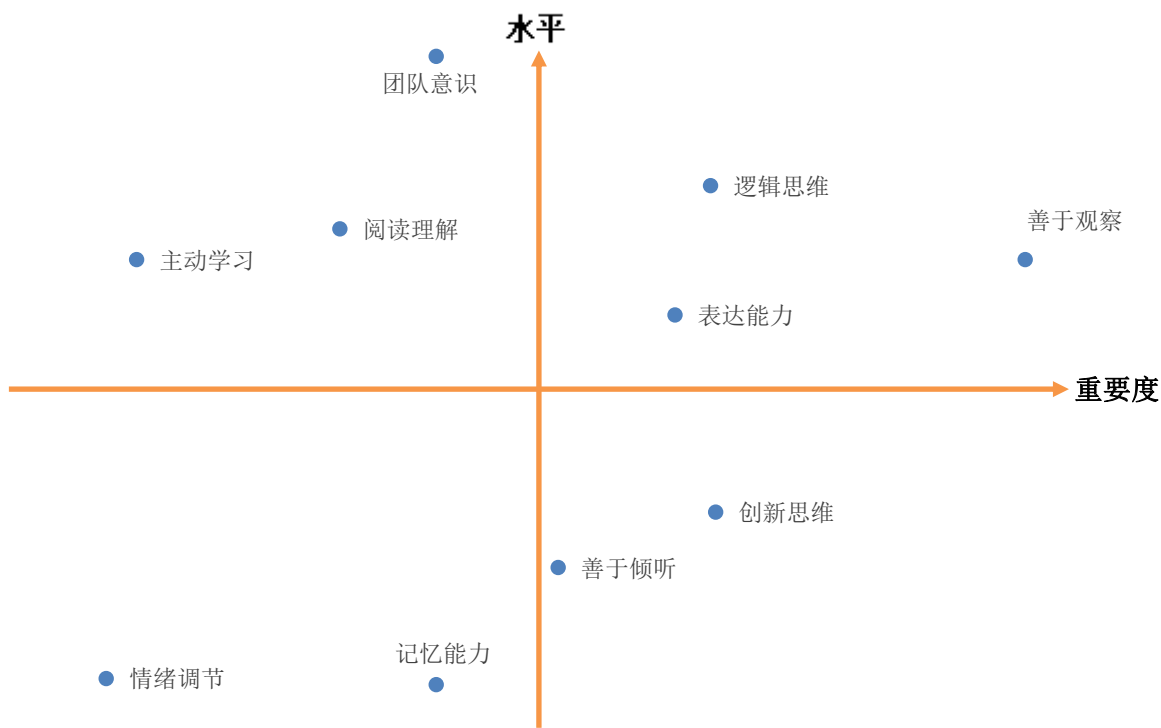 水平
团队意识
逻辑思维
善于观察
阅读理解
主动学习
表达能力
重要度
创新思维
善于倾听
记忆能力
情绪调节